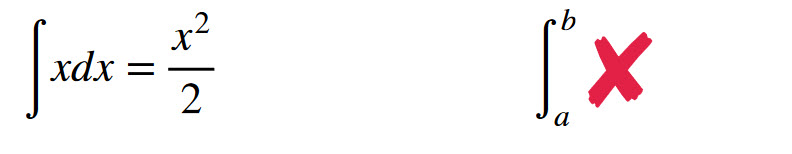 ∫ xdx = x²/2
∫ₐᵇ